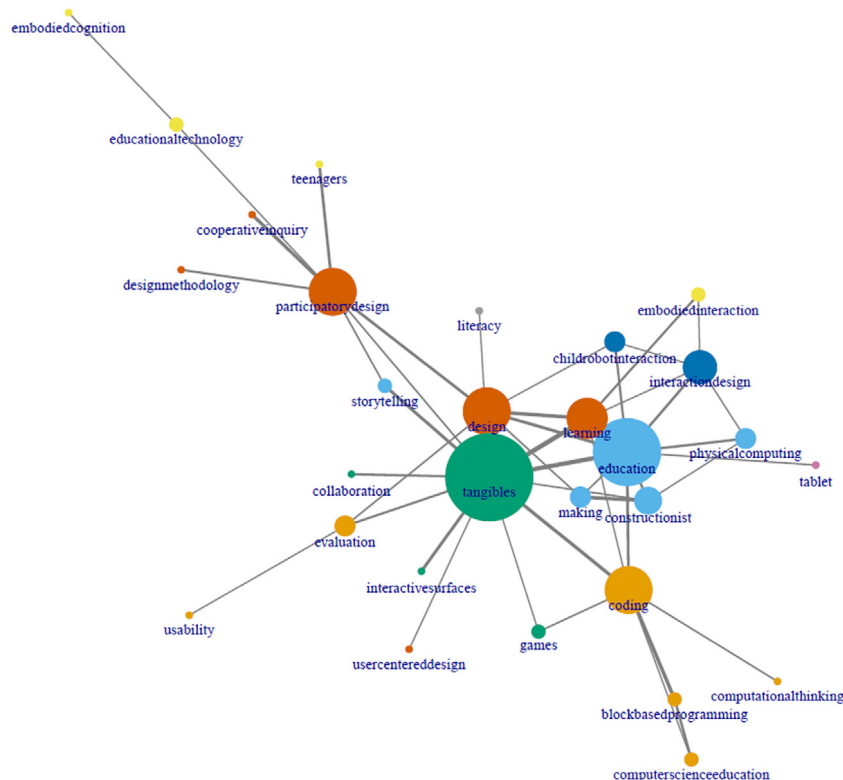 embodiedcognition
educationaltechnology
teenagers
cooperativeinquiry
designmethodology
participatorydesign
embodiedinteraction
literacy
childrobotinteraction
interactiondesign
storytelling
design
learning
physicalcomputing
education
tablet
collaboration
tangibles
making
constructionist
evaluation
interactivesurfaces
coding
usability
games
usercentereddesign
computationalthinking
blockbasedprogramming
computerscienceeducation